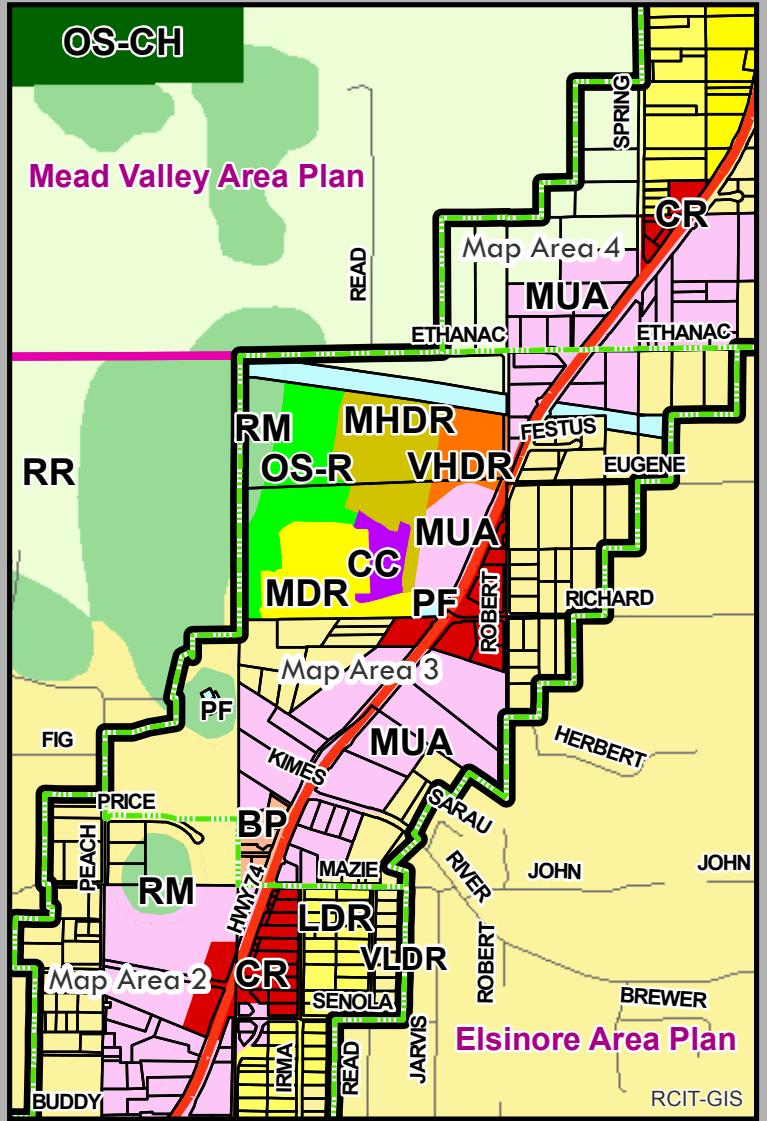 OS-CH
SPRING
Mead Valley Area Plan
CR
Map Area 4
READ
MUA
ETHANAC
ETHANAC
RM
MHDR
FESTUS
RR
OS-R
VHDR
EUGENE
MUA
CC
MDR
PF
ROBERT
RICHARD
Map Area 3
PF
FIG
MUA
HERBERT
KIMES
PRICE
SARAU
BP
PEACH
MAZIE
RIVER
JOHN
JOHN
RM
HWY 74
LDR
VLDR
Map Area 2
CR
ROBERT
SENOLA
BREWER
IRMA
READ
JARVIS
Elsinore Area Plan
BUDDY
RCIT-GIS